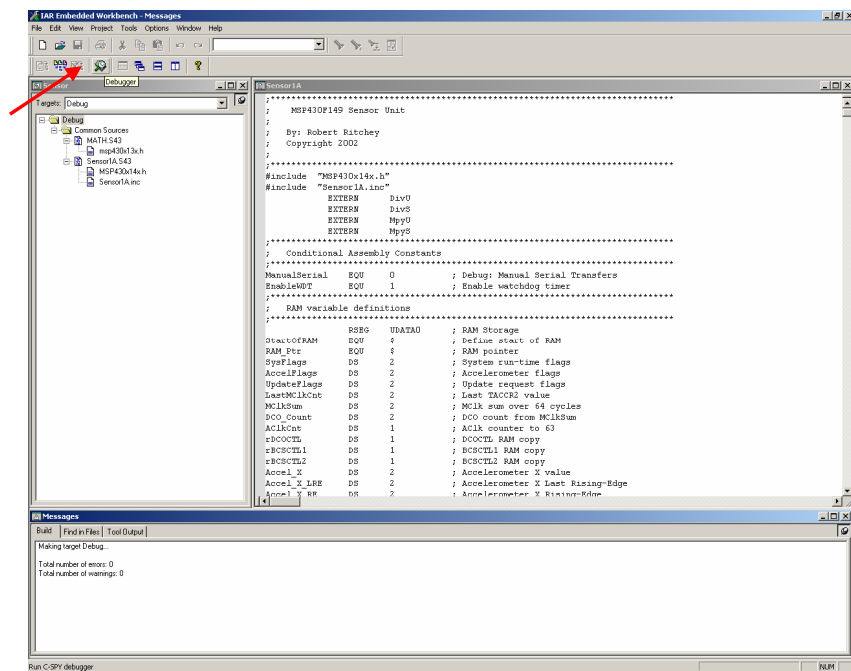 IAR Embedded Workbench - Messages
File Edit View Project Tools Options Window Help
Debugger
Sensor
Targets: Debug
Debug
Common Sources
MATH.S43
msp430x13x.h
Sensor1A.S43
MSP430x14x.h
Sensor1A.inc
Sensor1A
;*******************************************************************
; MSP430F149 Sensor Unit
;
; By: Robert Ritchey
; Copyright 2002
;
;*******************************************************************
#include "MSP430x14x.h"
#include "Sensor1A.inc"
EXTERN DivU
EXTERN DivS
EXTERN MpyU
EXTERN MpyS
;*******************************************************************
; Conditional Assembly Constants
;*******************************************************************
ManualSerial EQU 0 ; Debug: Manual Serial Transfers
EnableWDT EQU 1 ; Enable watchdog timer
;*******************************************************************
; RAM variable definitions
;*******************************************************************
RSEG UDATA0 ; RAM Storage
StartOfRAM EQU $ ; Define start of RAM
RAM_Ptr EQU $ ; RAM pointer
SysFlags DS 2 ; System run-time flags
AccelFlags DS 2 ; Accelerometer flags
UpdateFlags DS 2 ; Update request flags
LastMClkCnt DS 2 ; Last TACCR2 value
MClkSum DS 2 ; MClk sum over 64 cycles
DCO_Count DS 2 ; DCO count from MClkSum
AClkCnt DS 1 ; AClk counter to 63
rDCOCTL DS 1 ; DCOCTL RAM copy
rBCSCTL1 DS 1 ; BCSCTL1 RAM copy
rBCSCTL2 DS 1 ; BCSCTL2 RAM copy
Accel_X DS 2 ; Accelerometer X value
Accel_X_LRE DS 2 ; Accelerometer X Last Rising-Edge
Accel_X_RE DS 2 ; Accelerometer X Rising-Edge
Messages
Build Find in Files Tool Output
Making target Debug...
Total number of errors: 0
Total number of warnings: 0
Run C-SPY debugger
NUM